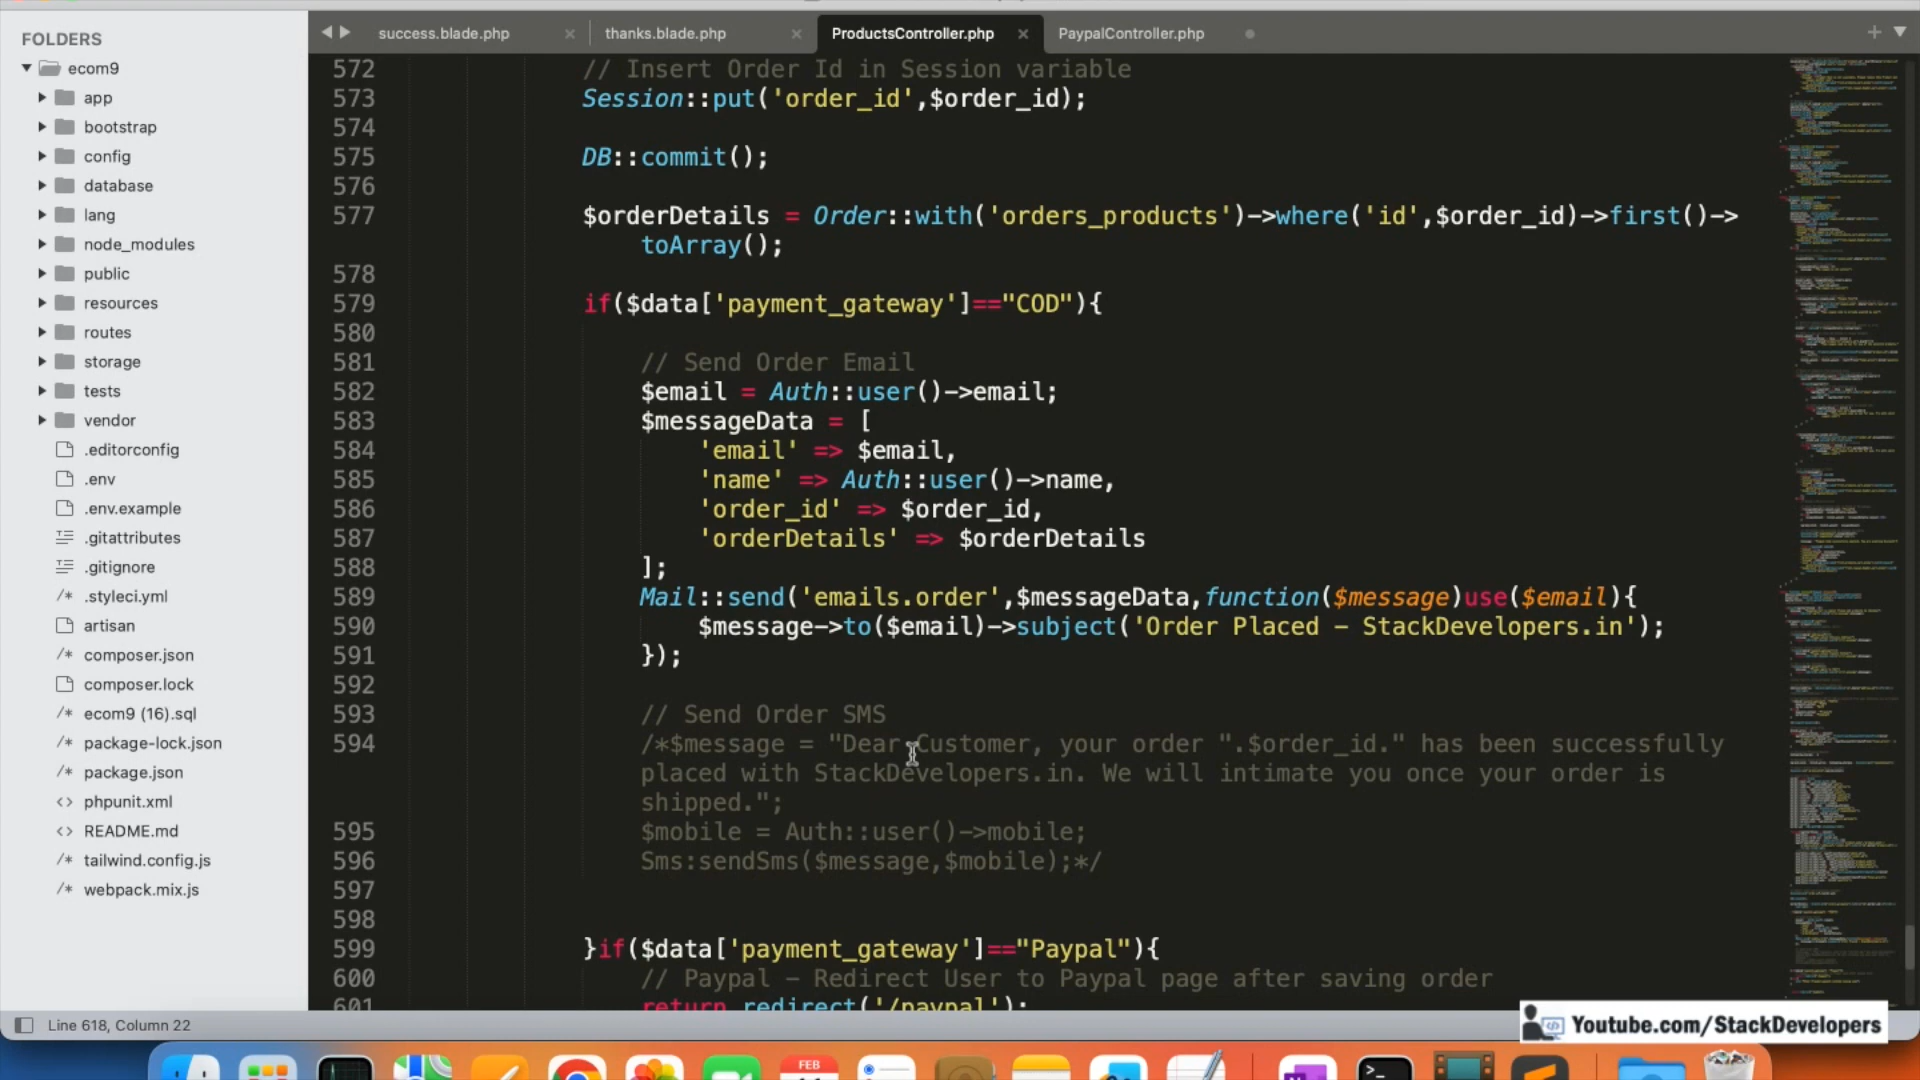 FOLDERS
ecom9
app
bootstrap
config
database
lang
node_modules
public
resources
routes
storage
tests
vendor
.editorconfig
.env
.env.example
.gitattributes
.gitignore
.styleci.yml
artisan
composer.json
composer.lock
ecom9 (16).sql
package-lock.json
package.json
phpunit.xml
README.md
tailwind.config.js
webpack.mix.js
success.blade.php
thanks.blade.php
ProductsController.php
PaypalController.php
572 // Insert Order Id in Session variable
573 Session::put('order_id',$order_id);
574
575 DB::commit();
576
577 $orderDetails = Order::with('orders_products')->where('id',$order_id)->first()->
toArray();
578
579 if($data['payment_gateway']=="COD"){
580
581 // Send Order Email
582 $email = Auth::user()->email;
583 $messageData = [
584 'email' => $email,
585 'name' => Auth::user()->name,
586 'order_id' => $order_id,
587 'orderDetails' => $orderDetails
588 ];
589 Mail::send('emails.order',$messageData,function($message)use($email){
590 $message->to($email)->subject('Order Placed - StackDevelopers.in');
591 });
592
593 // Send Order SMS
594 /*$message = "Dear Customer, your order ".$order_id." has been successfully
placed with StackDevelopers.in. We will intimate you once your order is
shipped.";
595 $mobile = Auth::user()->mobile;
596 Sms:sendSms($message,$mobile);*/
597
598
599 }if($data['payment_gateway']=="Paypal"){
600 // Paypal - Redirect User to Paypal page after saving order
601 return redirect('/paypal');
Line 618, Column 22
Youtube.com/StackDevelopers
FEB